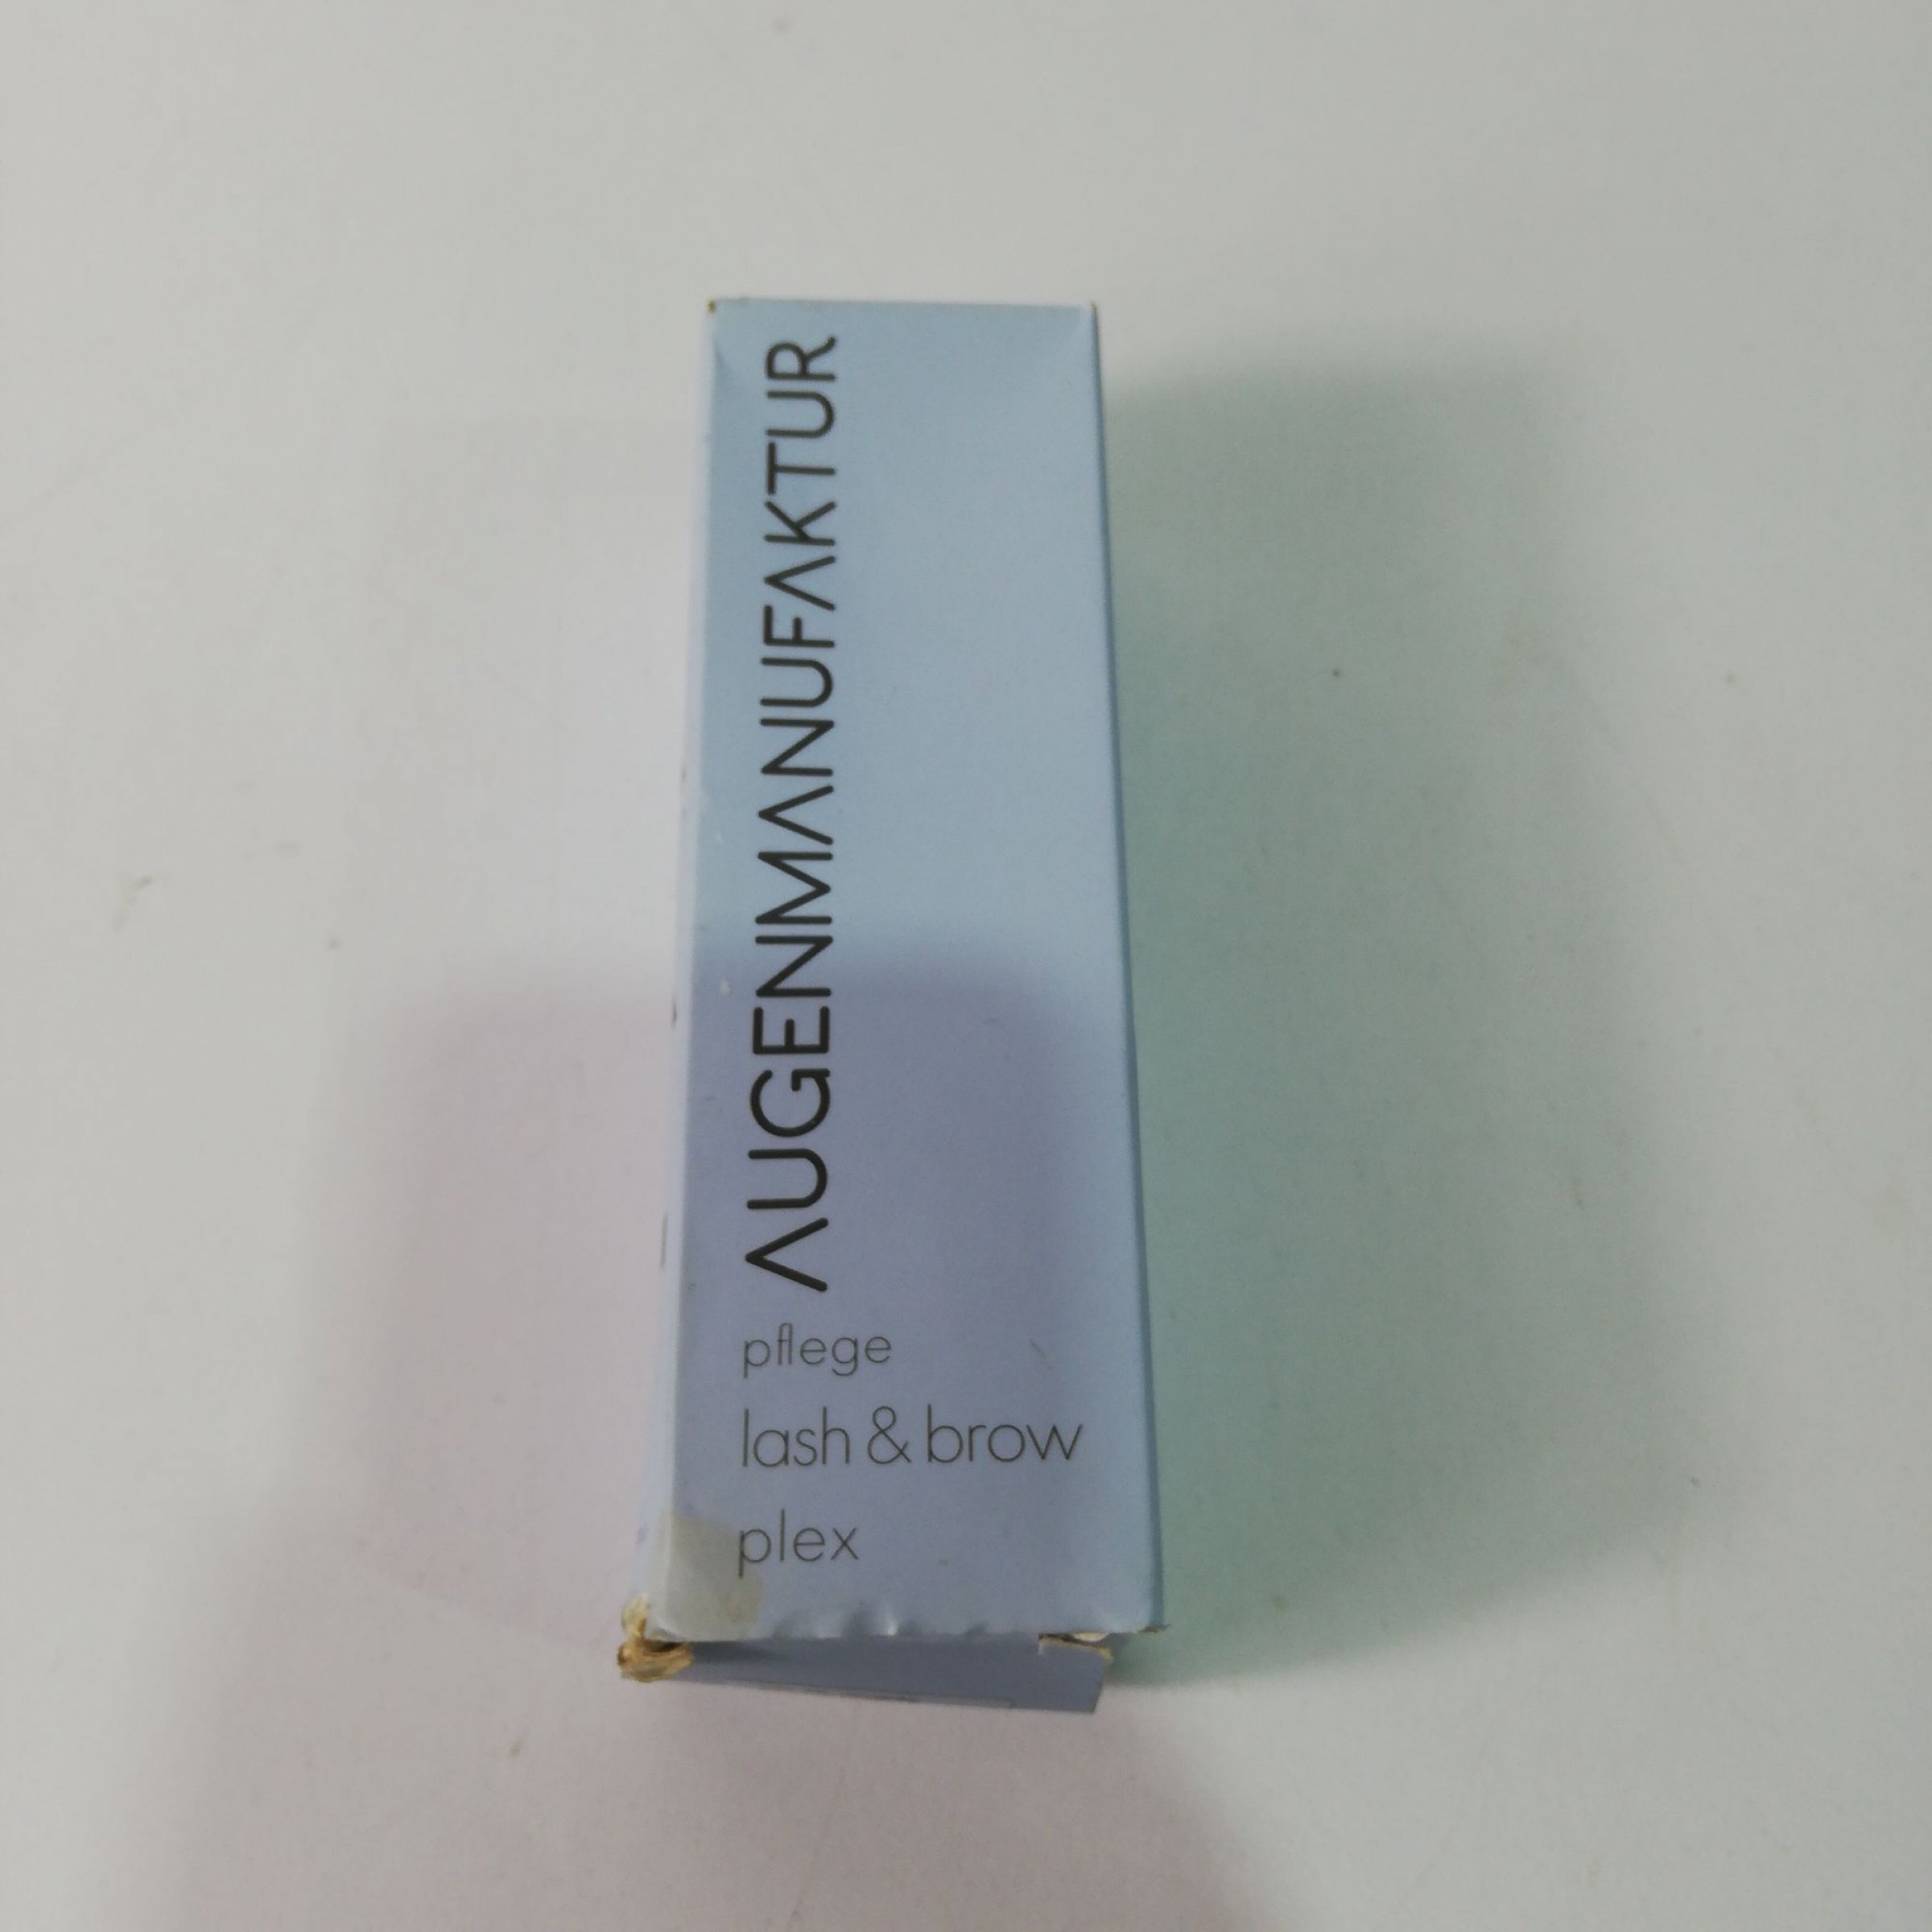 AUGENMANUFAKTUR
pflege
lash & brow
plex